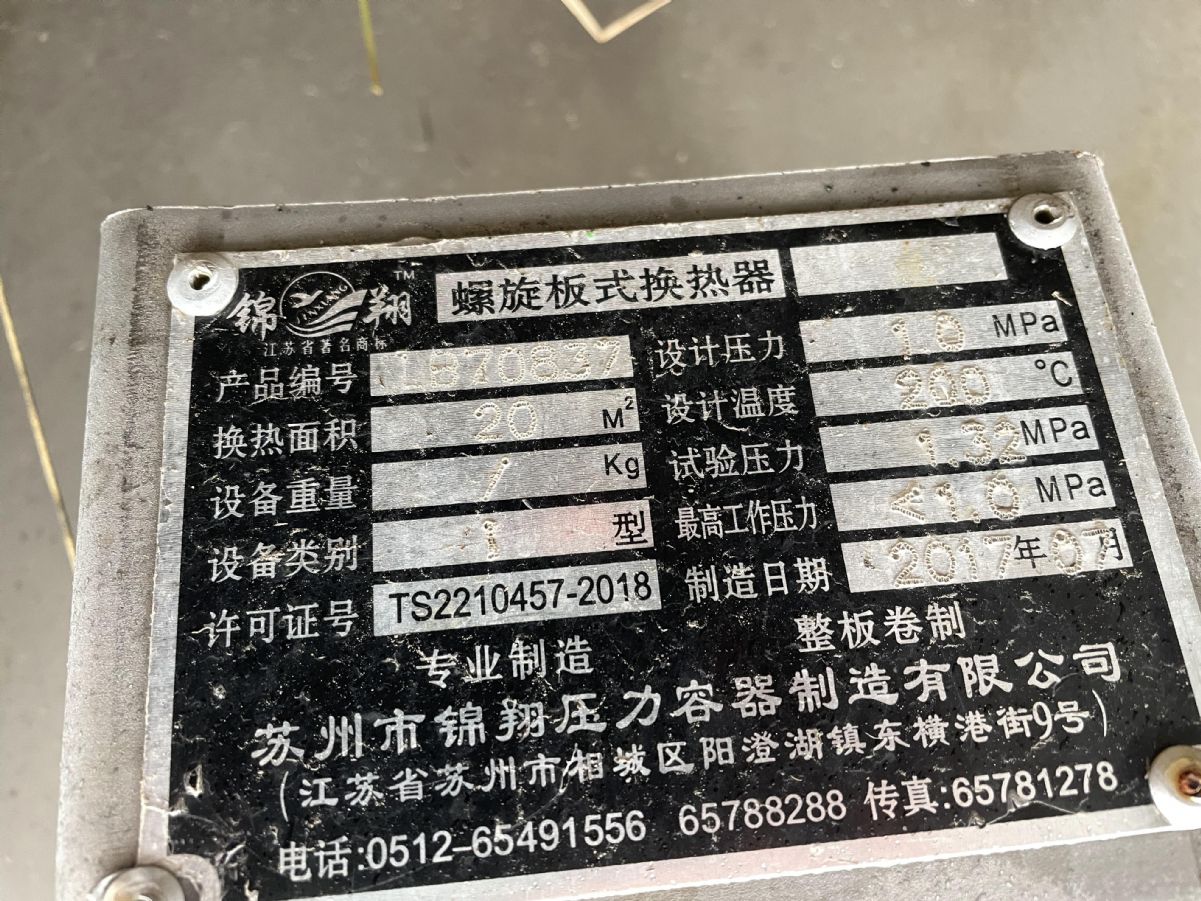 锦翔 TM
JINXIANG
江苏省著名商标
螺旋板式换热器
产品编号 LB70837 设计压力 1.0 MPa
换热面积 20 M² 设计温度 200 ℃
设备重量 / Kg 试验压力 1.32 MPa
设备类别 1 型 最高工作压力 <1.0 MPa
许可证号 TS2210457-2018 制造日期 2017年07月
专业制造 整板卷制
苏州市锦翔压力容器制造有限公司
(江苏省苏州市相城区阳澄湖镇东横港街9号)
电话:0512-65491556 65788288 传真:65781278